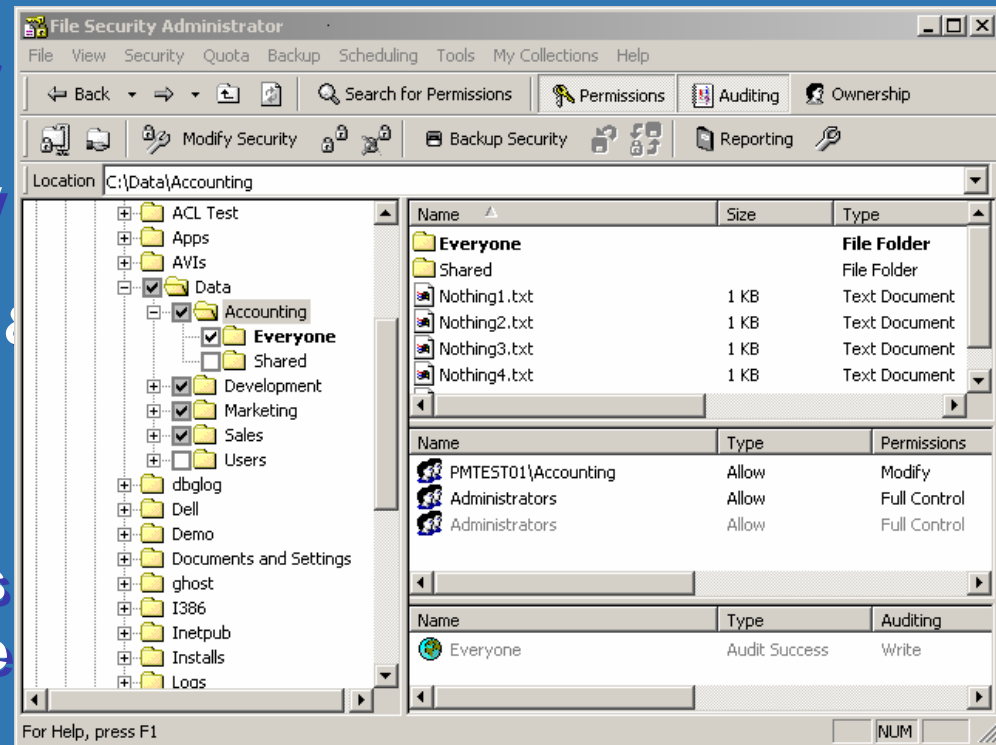 File Security Administrator
File View Security Quota Backup Scheduling Tools My Collections Help
Back Search for Permissions Permissions Auditing Ownership
Modify Security Backup Security Reporting
Location C:\Data\Accounting
ACL Test
Apps
AVIs
Data
Accounting
Everyone
Shared
Development
Marketing
Sales
Users
dbglog
Dell
Demo
Documents and Settings
ghost
I386
Inetpub
Installs
Logs
Name Size Type
Everyone File Folder
Shared File Folder
Nothing1.txt 1 KB Text Document
Nothing2.txt 1 KB Text Document
Nothing3.txt 1 KB Text Document
Nothing4.txt 1 KB Text Document
Name Type Permissions
PMTEST01\Accounting Allow Modify
Administrators Allow Full Control
Administrators Allow Full Control
Name Type Auditing
Everyone Audit Success Write
For Help, press F1
NUM